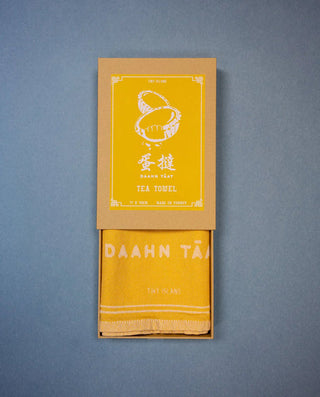 TINY ISLAND
蛋撻
DAAHN TĀAT
TEA TOWEL
MADE IN TURKEY
DAAHN TĀA
TINY ISLAND